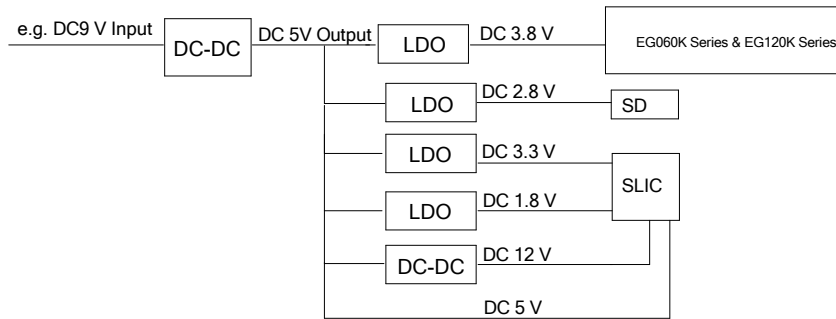 e.g. DC9 V Input
DC-DC
DC 5V Output
LDO
DC 3.8 V
EG060K Series & EG120K Series
LDO
DC 2.8 V
SD
LDO
DC 3.3 V
SLIC
LDO
DC 1.8 V
DC-DC
DC 12 V
DC 5 V